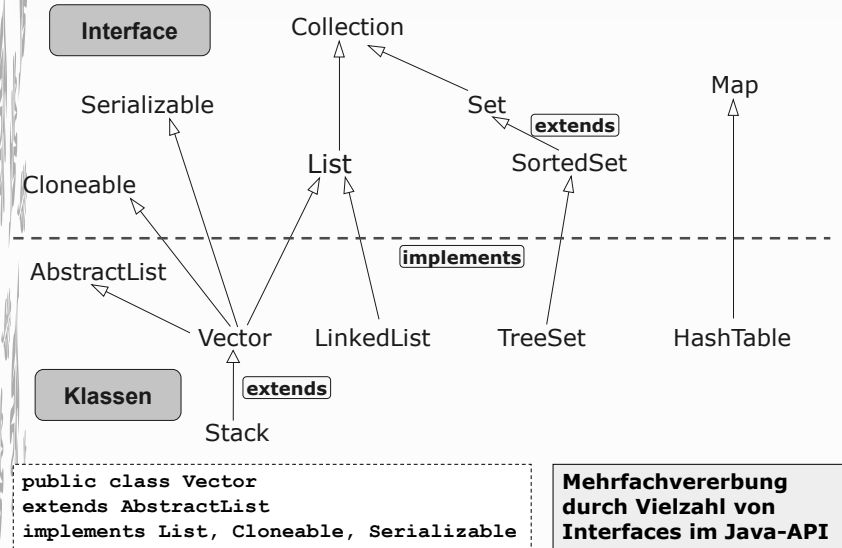 Interface
Collection
Map
Serializable
Set
extends
List
SortedSet
Cloneable
implements
AbstractList
Vector
LinkedList
TreeSet
HashTable
extends
Klassen
Stack
public class Vector
extends AbstractList
implements List, Cloneable, Serializable
Mehrfachvererbung
durch Vielzahl von
Interfaces im Java-API